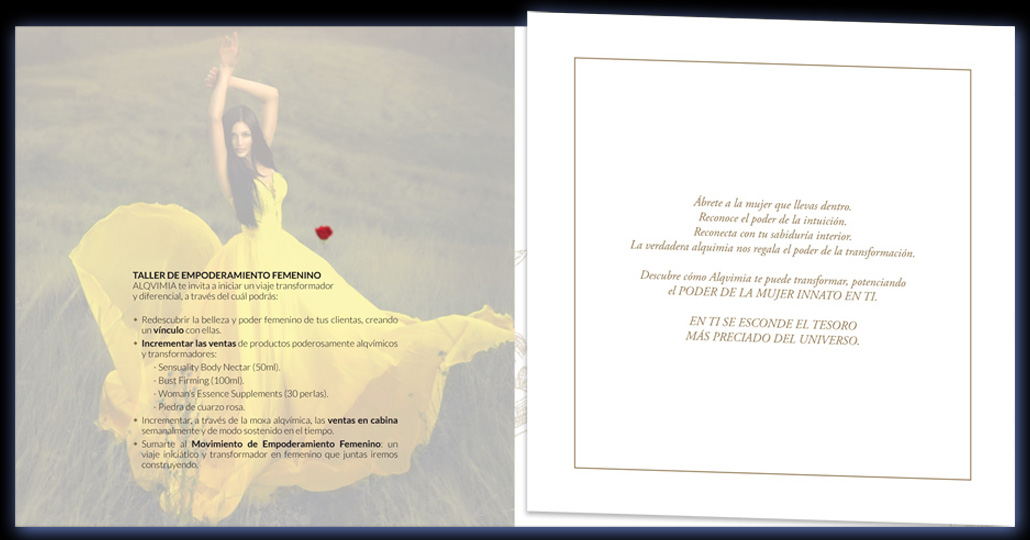 TALLER DE EMPODERAMIENTO FEMENINO
ALQVIMIA te invita a iniciar un viaje transformador
y diferencial, a través del cuál podrás:
• Redescubrir la belleza y poder femenino de tus clientas, creando
un vínculo con ellas.
• Incrementar las ventas de productos poderosamente alqvímicos
y transformadores:
- Sensuality Body Nectar (50ml).
- Bust Firming (100ml).
- Woman's Essence Supplements (30 perlas).
- Piedra de cuarzo rosa.
• Incrementar, a través de la moxa alqvímica, las ventas en cabina
semanalmente y de modo sostenido en el tiempo.
• Sumarte al Movimiento de Empoderamiento Femenino: un
viaje iniciático y transformador en femenino que juntas iremos
construyendo.
Ábrete a la mujer que llevas dentro.
Reconoce el poder de la intuición.
Reconecta con tu sabiduría interior.
La verdadera alquimia nos regala el poder de la transformación.
Descubre cómo Alqvimia te puede transformar, potenciando
el PODER DE LA MUJER INNATO EN TI.
EN TI SE ESCONDE EL TESORO
MÁS PRECIADO DEL UNIVERSO.